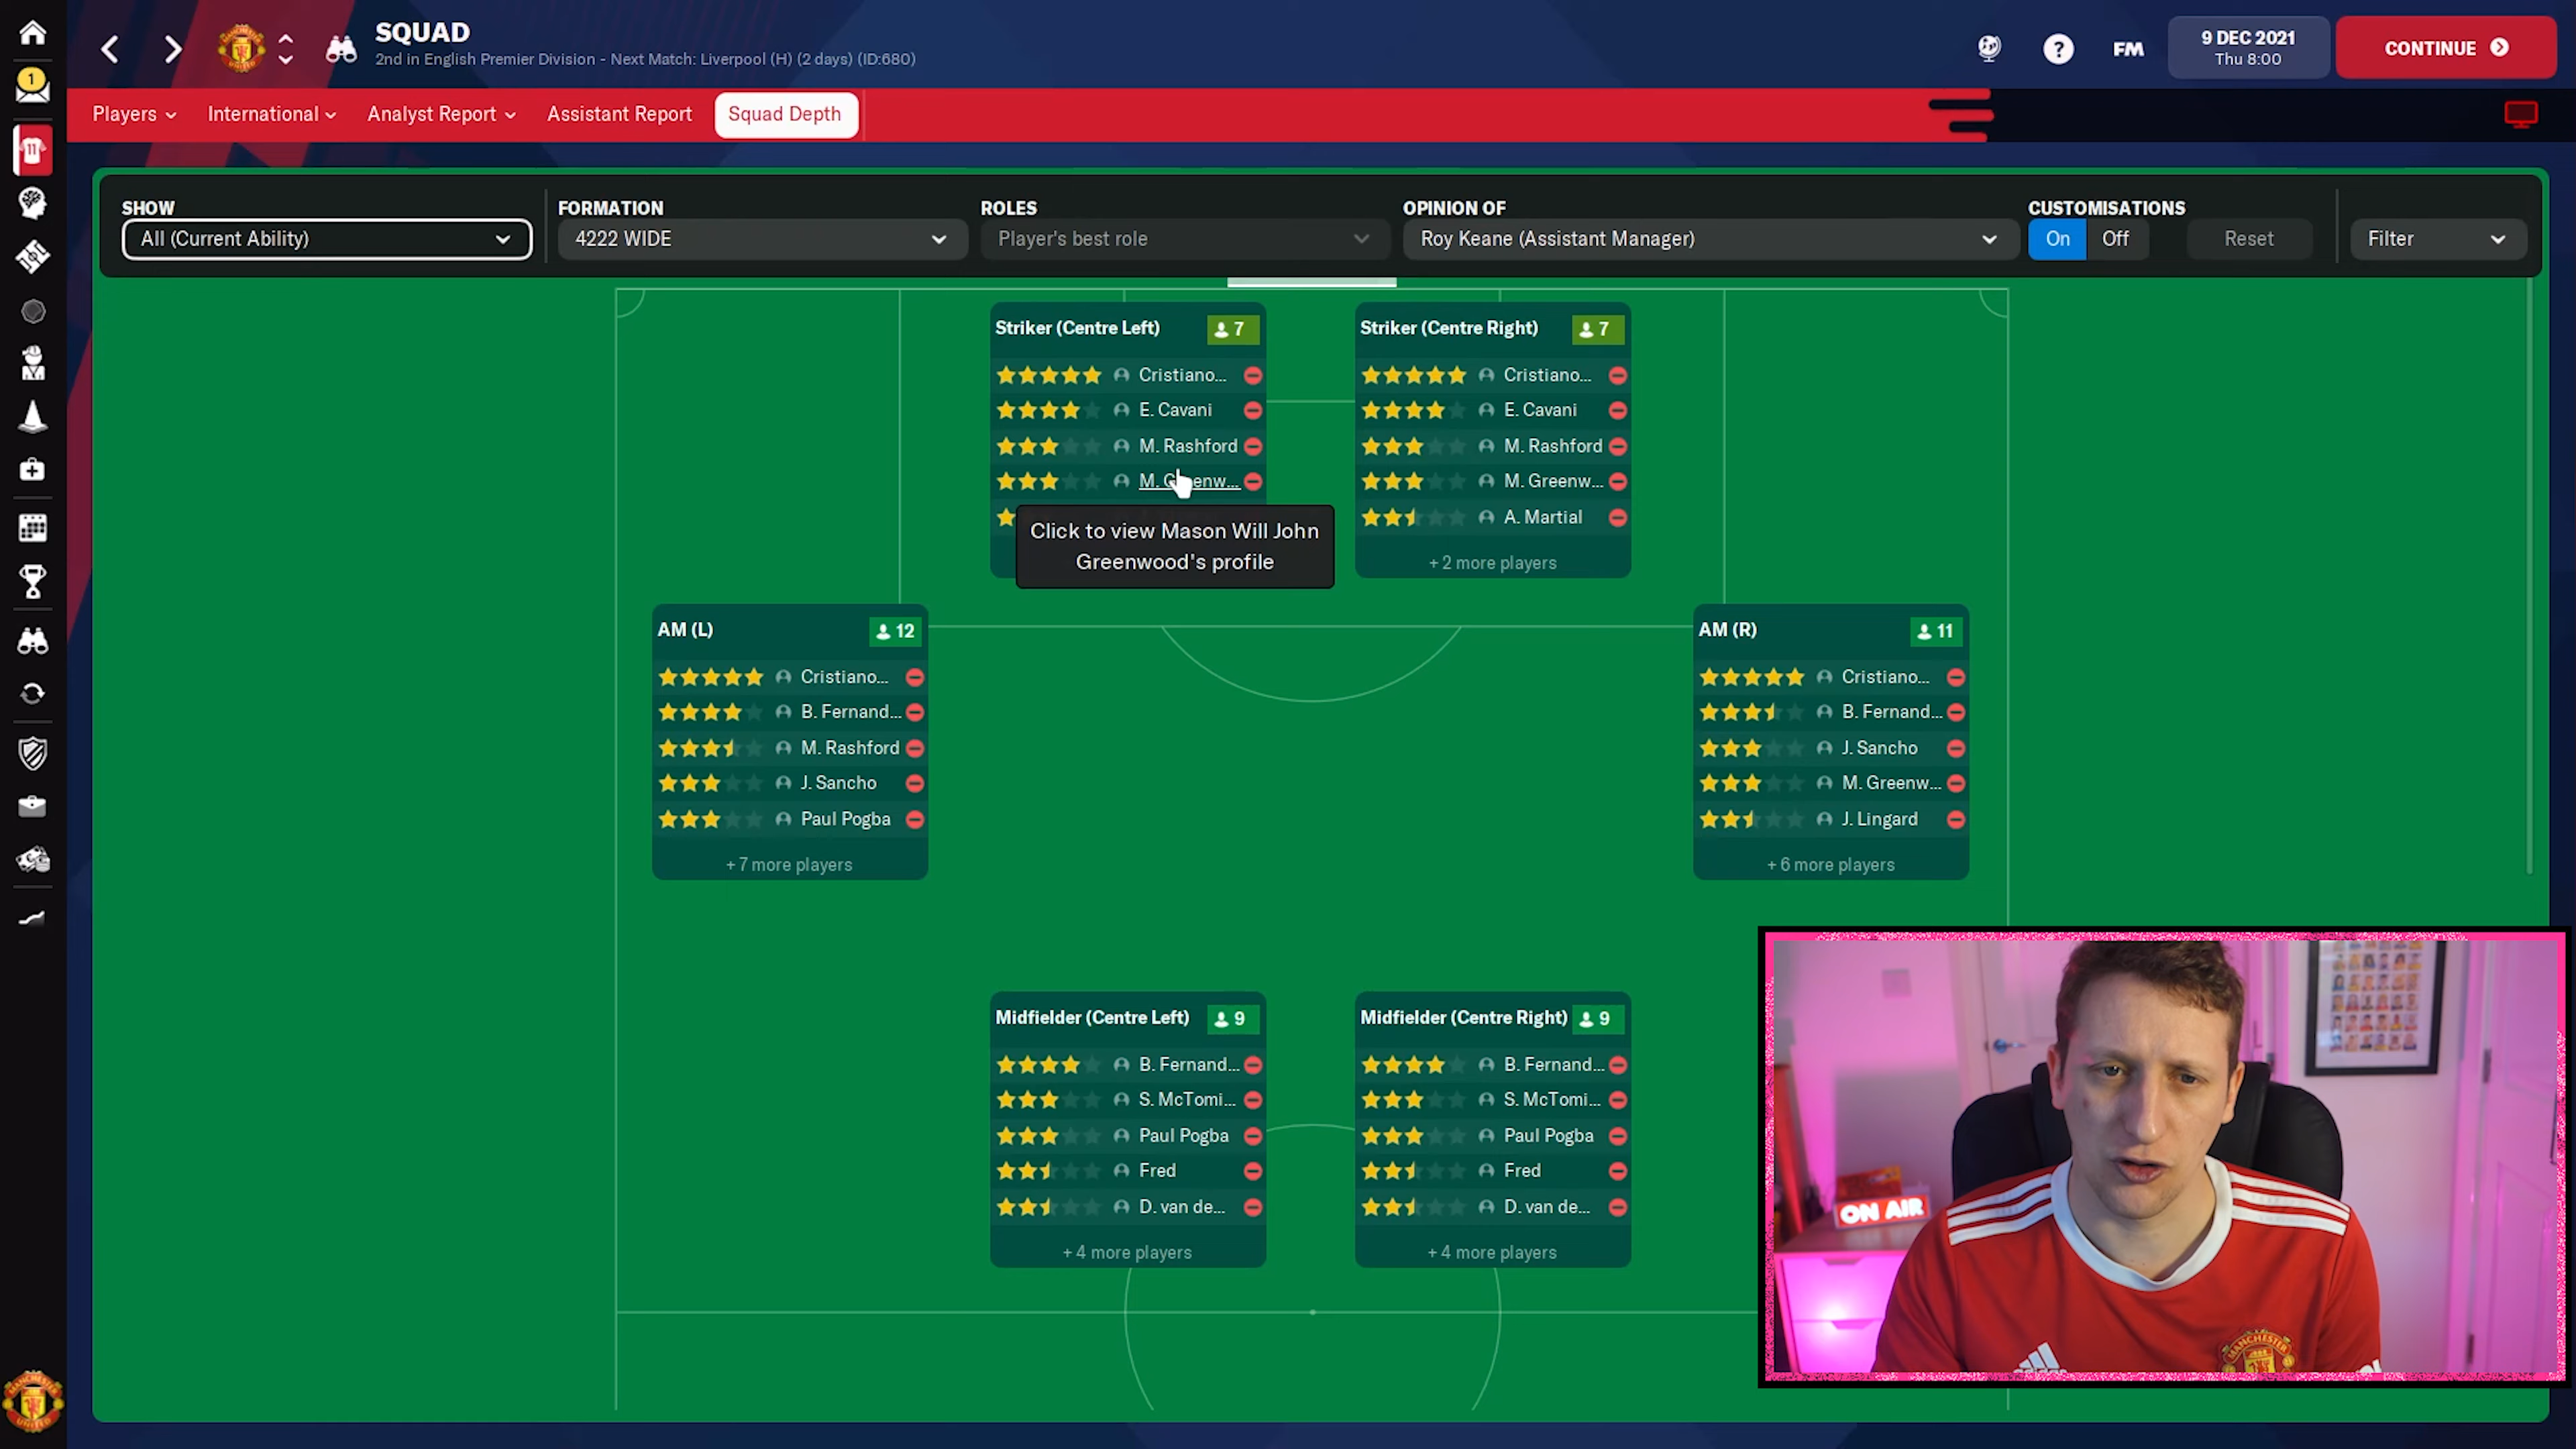 SQUAD
2nd in English Premier Division - Next Match: Liverpool (H) (2 days) (ID:680)
FM
9 DEC 2021
Thu 8:00
CONTINUE
1
11
Players
International
Analyst Report
Assistant Report
Squad Depth
SHOW
All (Current Ability)
FORMATION
4222 WIDE
ROLES
Player's best role
OPINION OF
Roy Keane (Assistant Manager)
CUSTOMISATIONS
On
Off
Reset
Filter
Striker (Centre Left) 7
Cristiano...
E. Cavani
M. Rashford
M. Greenw...
Click to view Mason Will John
Greenwood's profile
Striker (Centre Right) 7
Cristiano...
E. Cavani
M. Rashford
M. Greenw...
A. Martial
+ 2 more players
AM (L) 12
Cristiano...
B. Fernand...
M. Rashford
J. Sancho
Paul Pogba
+ 7 more players
AM (R) 11
Cristiano...
B. Fernand...
J. Sancho
M. Greenw...
J. Lingard
+ 6 more players
Midfielder (Centre Left) 9
B. Fernand...
S. McTomi...
Paul Pogba
Fred
D. van de...
+ 4 more players
Midfielder (Centre Right) 9
B. Fernand...
S. McTomi...
Paul Pogba
Fred
D. van de...
+ 4 more players
ON AIR
adidas
MANCHESTER
MANCHESTER
UNITED